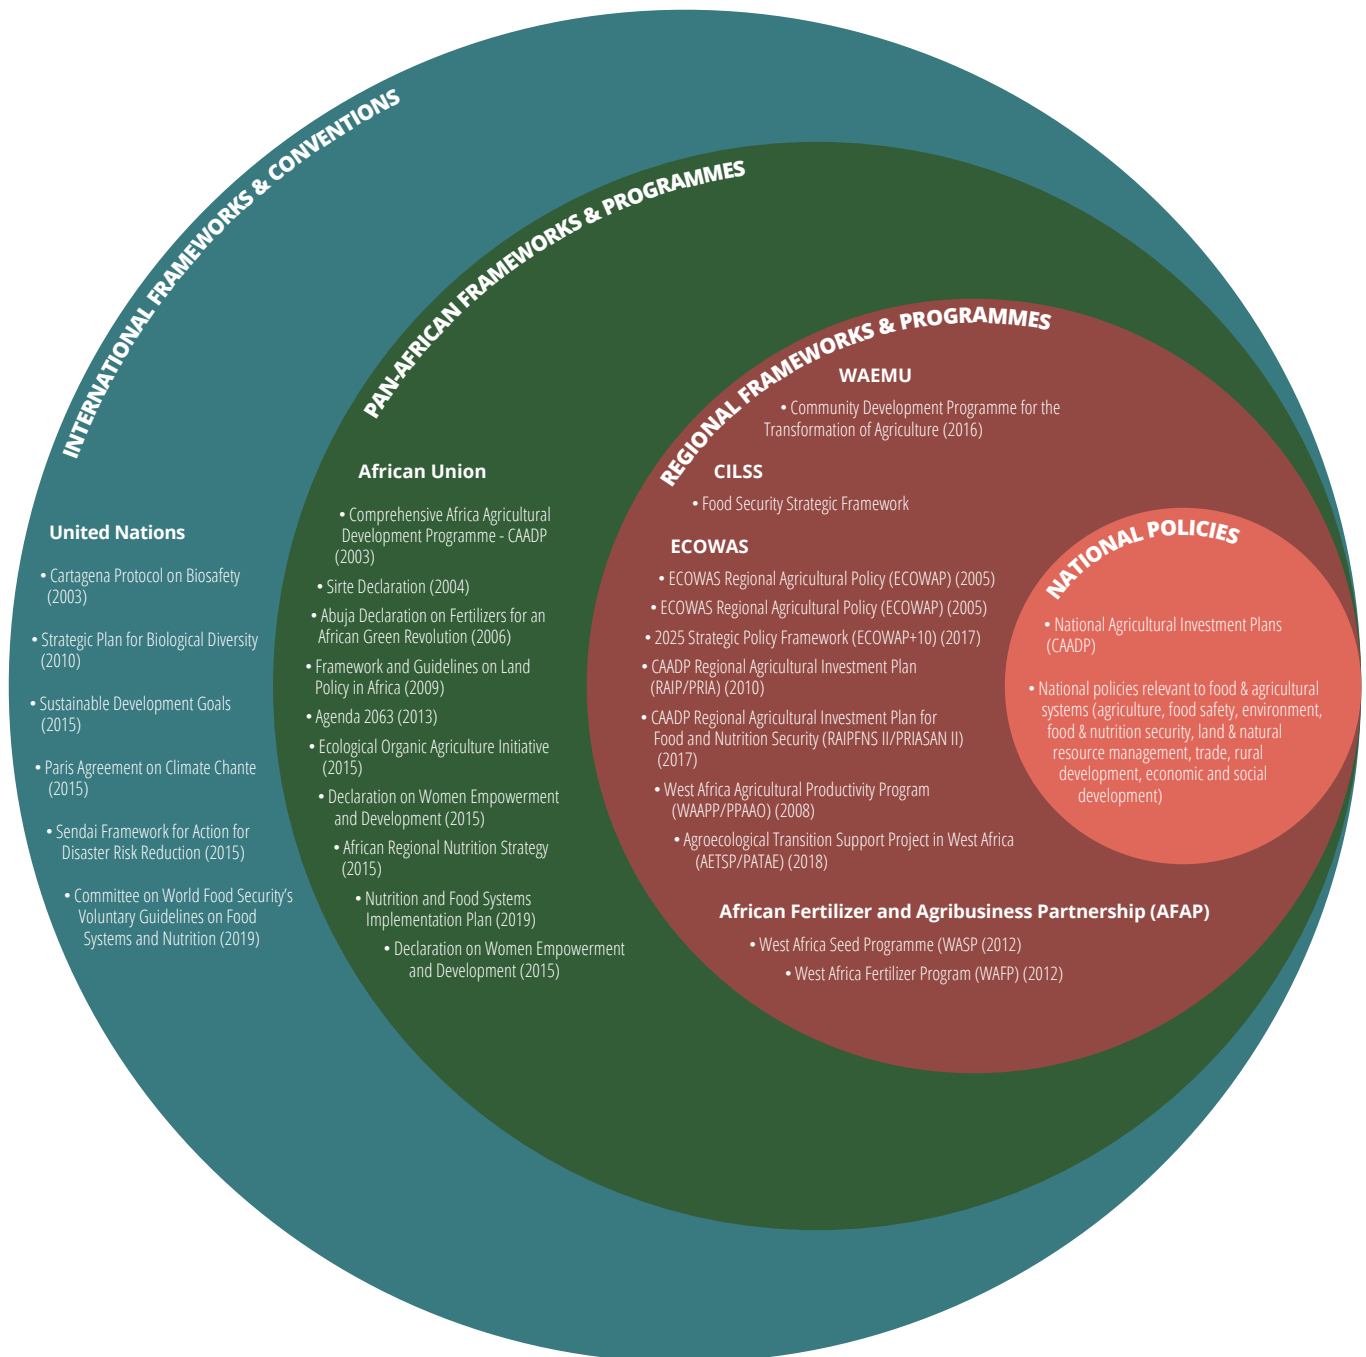 INTERNATIONAL FRAMEWORKS & CONVENTIONS
United Nations
• Cartagena Protocol on Biosafety
(2003)
• Strategic Plan for Biological Diversity
(2010)
• Sustainable Development Goals
(2015)
• Paris Agreement on Climate Chante
(2015)
• Sendai Framework for Action for
Disaster Risk Reduction (2015)
• Committee on World Food Security’s
Voluntary Guidelines on Food
Systems and Nutrition (2019)
PAN-AFRICAN FRAMEWORKS & PROGRAMMES
African Union
• Comprehensive Africa Agricultural
Development Programme - CAADP
(2003)
• Sirte Declaration (2004)
• Abuja Declaration on Fertilizers for an
African Green Revolution (2006)
• Framework and Guidelines on Land
Policy in Africa (2009)
• Agenda 2063 (2013)
• Ecological Organic Agriculture Initiative
(2015)
• Declaration on Women Empowerment
and Development (2015)
• African Regional Nutrition Strategy
(2015)
• Nutrition and Food Systems
Implementation Plan (2019)
• Declaration on Women Empowerment
and Development (2015)
REGIONAL FRAMEWORKS & PROGRAMMES
WAEMU
• Community Development Programme for the
Transformation of Agriculture (2016)
CILSS
• Food Security Strategic Framework
ECOWAS
• ECOWAS Regional Agricultural Policy (ECOWAP) (2005)
• ECOWAS Regional Agricultural Policy (ECOWAP) (2005)
• 2025 Strategic Policy Framework (ECOWAP+10) (2017)
• CAADP Regional Agricultural Investment Plan
(RAIP/PRIA) (2010)
• CAADP Regional Agricultural Investment Plan for
Food and Nutrition Security (RAIPFNS II/PRIASAN II)
(2017)
• West Africa Agricultural Productivity Program
(WAAPP/PPAAO) (2008)
• Agroecological Transition Support Project in West Africa
(AETSP/PATAE) (2018)
African Fertilizer and Agribusiness Partnership (AFAP)
• West Africa Seed Programme (WASP (2012)
• West Africa Fertilizer Program (WAFP) (2012)
NATIONAL POLICIES
• National Agricultural Investment Plans
(CAADP)
• National policies relevant to food & agricultural
systems (agriculture, food safety, environment,
food & nutrition security, land & natural
resource management, trade, rural
development, economic and social
development)